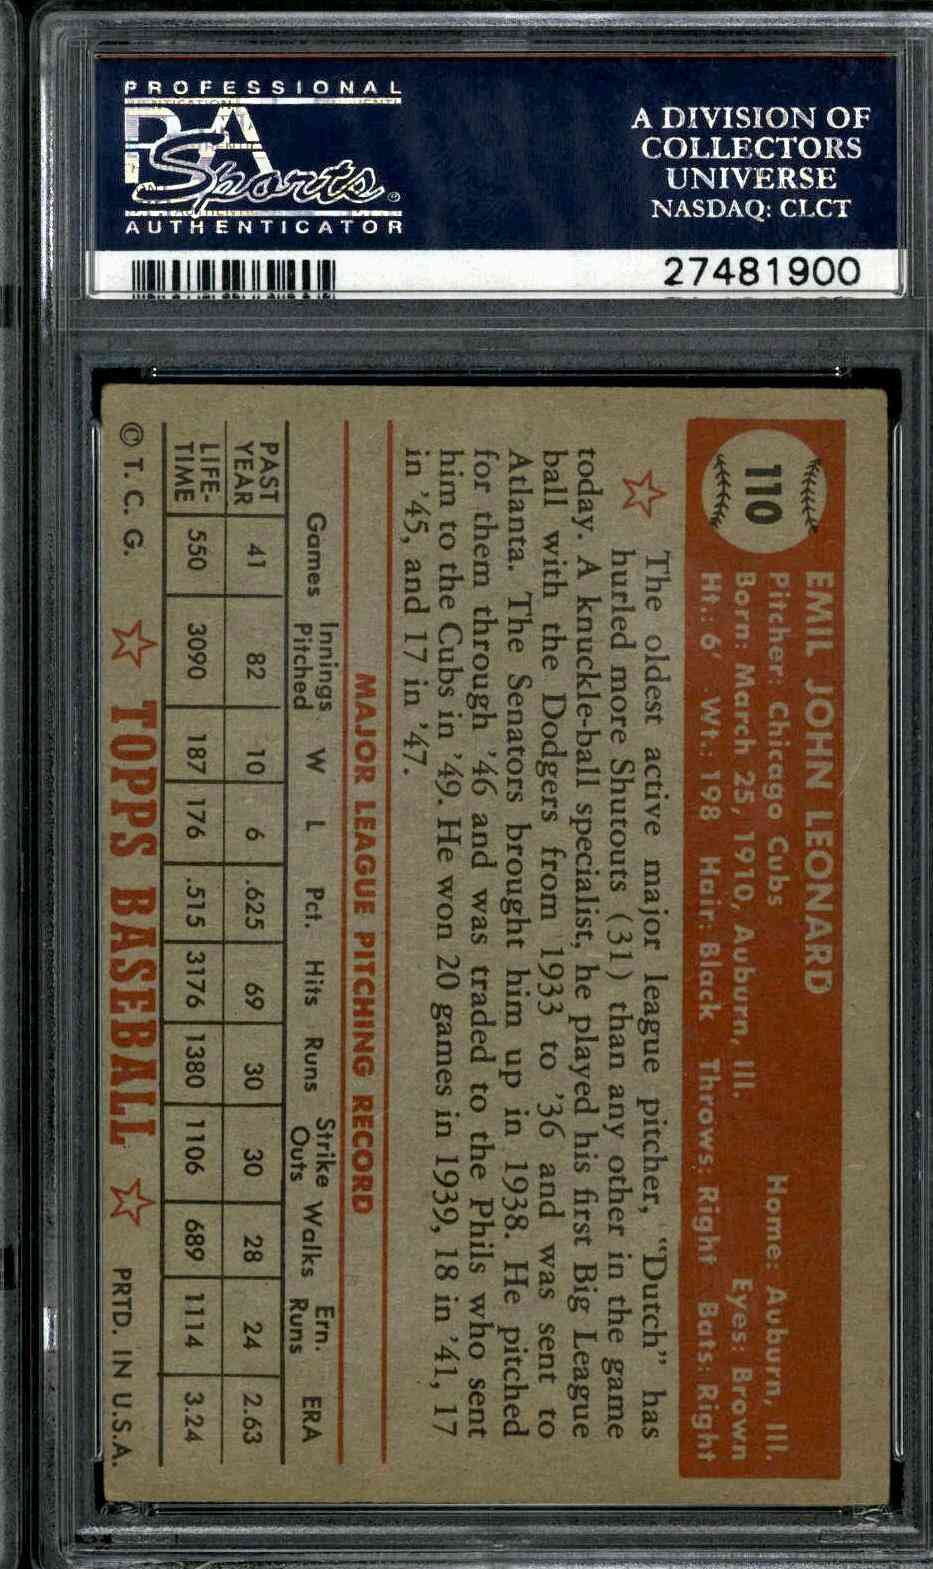 PROFESSIONAL
PSA
Sports®
AUTHENTICATOR
A DIVISION OF
COLLECTORS
UNIVERSE
NASDAQ: CLCT
27481900
110
EMIL JOHN LEONARD
Pitcher: Chicago Cubs Home: Auburn, Ill.
Born: March 25, 1910, Auburn, Ill. Eyes: Brown
Ht.: 6' Wt.: 198 Hair: Black Throws: Right Bats: Right
The oldest active major league pitcher, "Dutch" has
hurled more Shutouts (31) than any other in the game
today. A knuckle-ball specialist, he played his first Big League
ball with the Dodgers from 1933 to '36 and was sent to
Atlanta. The Senators brought him up in 1938. He pitched
for them through '46 and was traded to the Phils who sent
him to the Cubs in '49. He won 20 games in 1939, 18 in '41, 17
in '45, and 17 in '47.
MAJOR LEAGUE PITCHING RECORD
Games Innings Pitched W L Pct. Hits Runs Strike Outs Walks Ern. Runs ERA
PAST YEAR 41 82 10 6 .625 69 30 30 28 24 2.63
LIFE-TIME 550 3090 187 176 .515 3176 1380 1106 689 1114 3.24
© T. C. G. TOPPS BASEBALL PRTD. IN U.S.A.